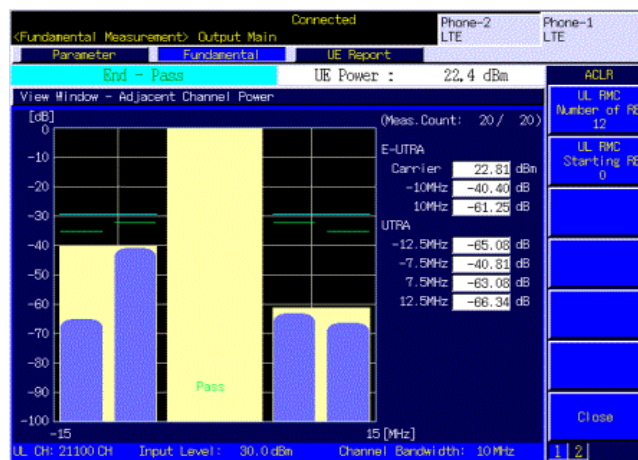 Connected
Phone-2
LTE
Phone-1
LTE
<Fundamental Measurement> Output Main
Parameter
Fundamental
UE Report
End - Pass
UE Power : 22.4 dBm
ACLR
View Window - Adjacent Channel Power
UL RMC
Number of RB
12
UL RMC
Starting RB
0
Close
1 2
[dB]
(Meas.Count: 20/ 20)
0
-10
-20
-30
-40
-50
-60
-70
-80
-90
-100
E-UTRA
Carrier 22.81 dBm
-10MHz -40.40 dB
10MHz -61.25 dB
UTRA
-12.5MHz -65.08 dB
-7.5MHz -40.81 dB
7.5MHz -63.08 dB
12.5MHz -66.34 dB
Pass
-15
15 [MHz]
UL CH: 21100 CH Input Level: 30.0 dBm Channel Bandwidth: 10 MHz